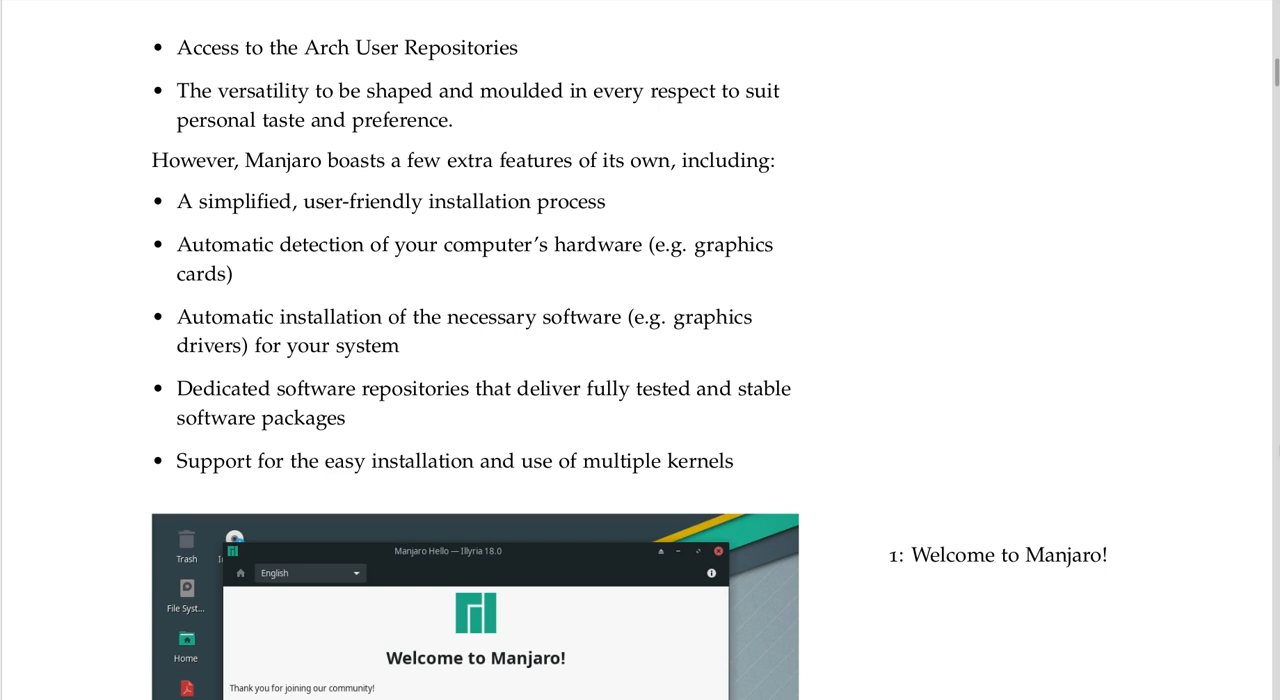 • Access to the Arch User Repositories
• The versatility to be shaped and moulded in every respect to suit
personal taste and preference.
However, Manjaro boasts a few extra features of its own, including:
• A simplified, user-friendly installation process
• Automatic detection of your computer’s hardware (e.g. graphics
cards)
• Automatic installation of the necessary software (e.g. graphics
drivers) for your system
• Dedicated software repositories that deliver fully tested and stable
software packages
• Support for the easy installation and use of multiple kernels
Trash
Manjaro Hello — Illyria 18.0
1: Welcome to Manjaro!
English
File Syst...
Welcome to Manjaro!
Home
Thank you for joining our community!